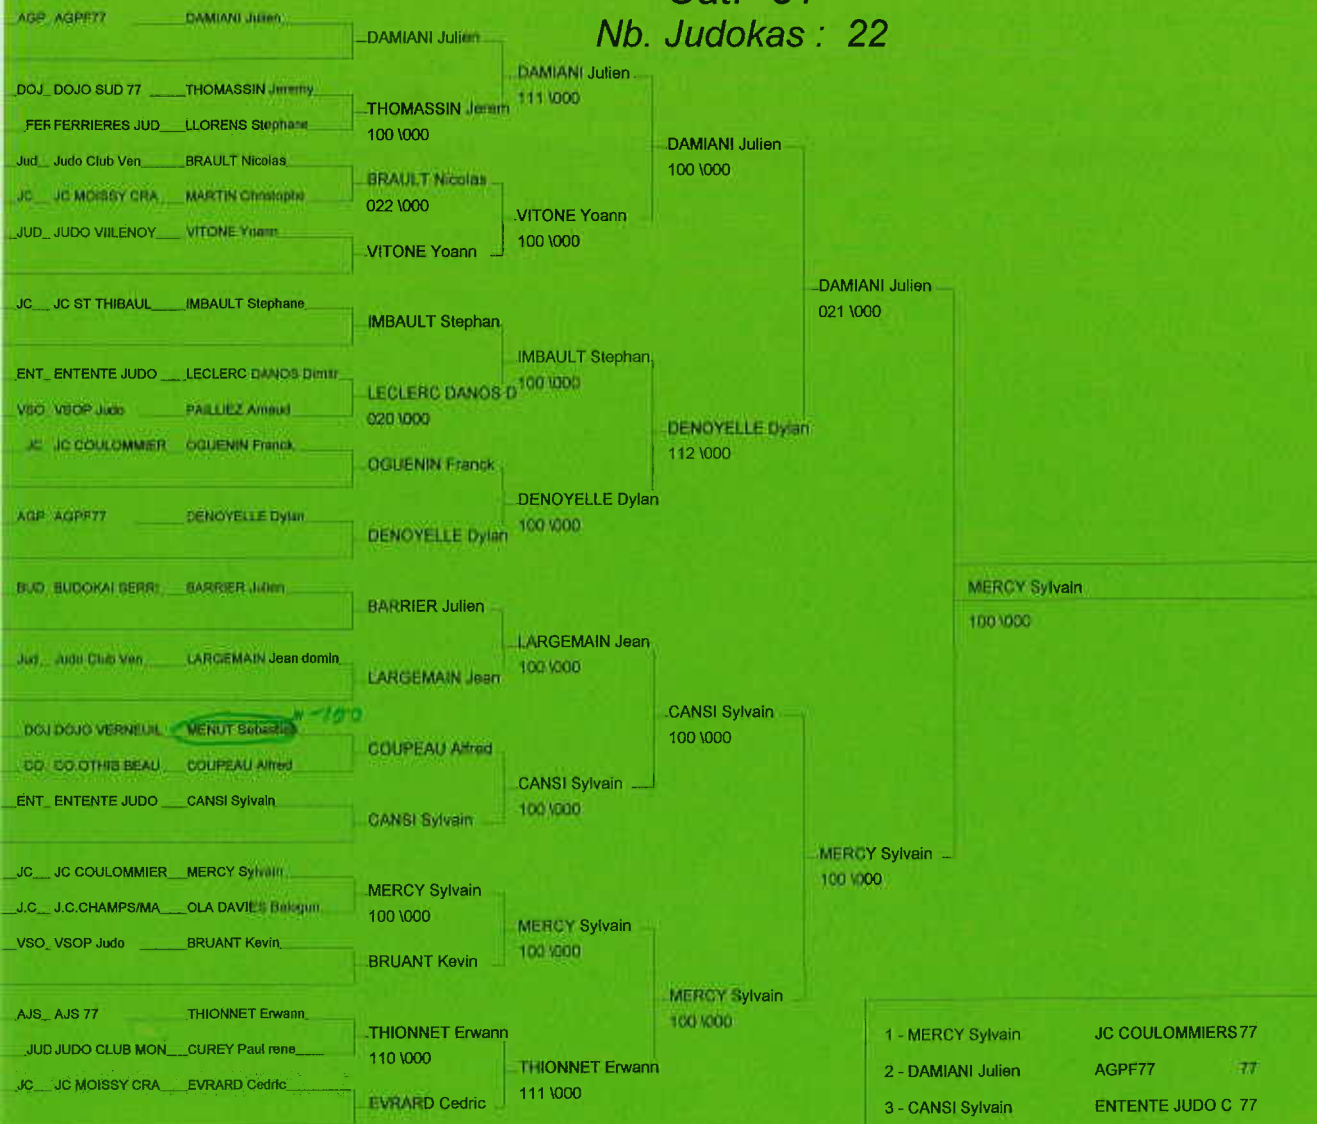 Nb. Judokas : 22
AGP AGPF77 DAMIANI Julien
DAMIANI Julien
DAMIANI Julien
111 \000
DOJ DOJO SUD 77 THOMASSIN Jeremy
THOMASSIN Jerem
100 \000
FER FERRIERES JUD LLORENS Stephane
DAMIANI Julien
100 \000
Jud Judo Club Ven BRAULT Nicolas
BRAULT Nicolas
022 \000
JC JC MOISSY CRA MARTIN Christophe
VITONE Yoann
100 \000
JUD JUDO VIILENOY VITONE Yoann
VITONE Yoann
DAMIANI Julien
021 \000
JC JC ST THIBAUL IMBAULT Stephane
IMBAULT Stephan
IMBAULT Stephan
100 \000
ENT ENTENTE JUDO LECLERC DANOS Dimitr
LECLERC DANOS D
020 \000
VSO VSOP Judo PAILLIEZ Arnaud
DENOYELLE Dylan
112 \000
JC JC COULOMMIER OGUENIN Franck
OGUENIN Franck
DENOYELLE Dylan
100 \000
AGP AGPF77 DENOYELLE Dylan
DENOYELLE Dylan
BUD BUDOKAI SERRI BARRIER Julien
BARRIER Julien
MERCY Sylvain
100 \000
LARGEMAIN Jean
100 \000
Jud Judo Club Ven LARGEMAIN Jean domin
LARGEMAIN Jean
CANSI Sylvain
100 \000
DOJ DOJO VERNEUIL MENUT Sebastien -100
COUPEAU Alfred
CO CO.OTHIS BEAU COUPEAU Alfred
CANSI Sylvain
100 \000
ENT ENTENTE JUDO CANSI Sylvain
CANSI Sylvain
MERCY Sylvain
100 \000
JC JC COULOMMIER MERCY Sylvain
MERCY Sylvain
100 \000
J.C J.C.CHAMPS/MA OLA DAVIES Balogun
MERCY Sylvain
100 \000
VSO VSOP Judo BRUANT Kevin
BRUANT Kevin
MERCY Sylvain
100 \000
AJS AJS 77 THIONNET Erwann
THIONNET Erwann
110 \000
JUD JUDO CLUB MON CUREY Paul rene
THIONNET Erwann
111 \000
JC JC MOISSY CRA EVRARD Cedric
EVRARD Cedric
1 - MERCY Sylvain JC COULOMMIERS 77
2 - DAMIANI Julien AGPF77 77
3 - CANSI Sylvain ENTENTE JUDO C 77